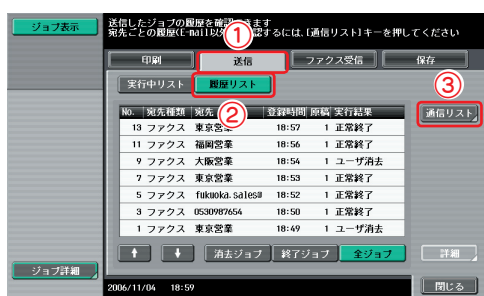 ジョブ表示
送信したジョブの履歴を確認できます
宛先ごとの履歴(E-mail以外 確認するには、[通信リスト]キーを押してください
①
印刷 送信 ファクス受信 保存
実行中リスト 履歴リスト
③
②
通信リスト
No. 宛先種類 宛先 登録時間 原稿 実行結果
13 ファクス 東京営業 18:57 1 正常終了
11 ファクス 福岡営業 18:56 1 正常終了
9 ファクス 大阪営業 18:54 1 ユーザ消去
7 ファクス 東京営業 18:53 1 正常終了
5 ファクス fukuoka.sales@ 18:52 1 正常終了
3 ファクス 0530987654 18:50 1 正常終了
1 ファクス 東京営業 18:49 1 ユーザ消去
↑ ↓ 消去ジョブ 終了ジョブ 全ジョブ 詳細
ジョブ詳細
2006/11/04 18:59 閉じる